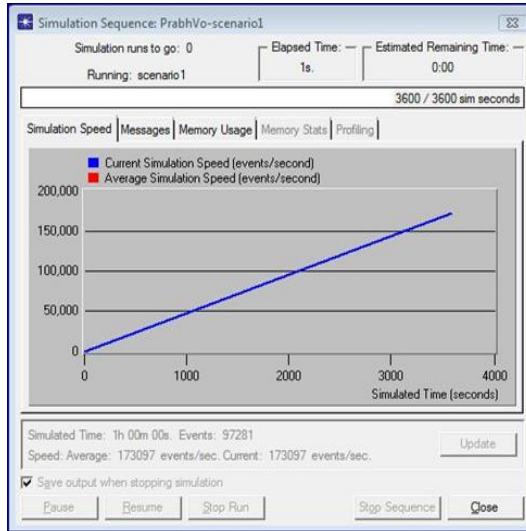 Simulation Sequence: PrabhVo-scenario1
Simulation runs to go: 0
Running: scenario1
Elapsed Time:
1s.
Estimated Remaining Time:
0:00
3600 / 3600 sim seconds
Simulation Speed Messages Memory Usage Memory Stats Profiling
Current Simulation Speed (events/second)
Average Simulation Speed (events/second)
200,000
150,000
100,000
50,000
0
0 1000 2000 3000 4000
Simulated Time (seconds)
Simulated Time: 1h 00m 00s. Events: 97281
Speed: Average: 173097 events/sec. Current: 173097 events/sec.
Update
Save output when stopping simulation
Pause Resume Stop Run Stop Sequence Close